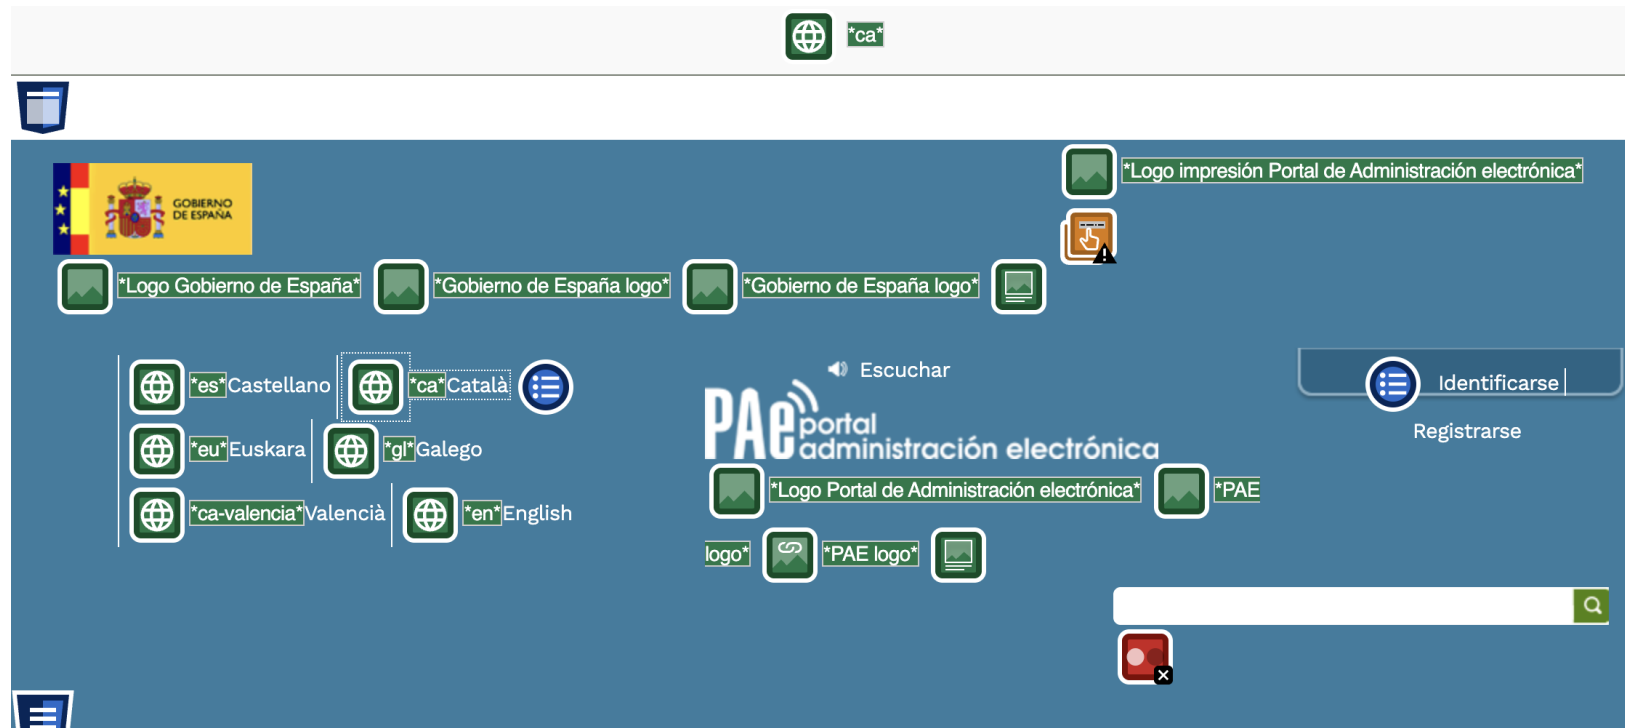 *ca*
*Logo impresión Portal de Administración electrónica*
GOBIERNO
DE ESPAÑA
*Logo Gobierno de España* *Gobierno de España logo* *Gobierno de España logo*
*es*Castellano *ca*Català
*eu*Euskara *gl*Galego
*ca-valencia*Valencià *en*English
Escuchar
PAe portal
administración electrónica
*Logo Portal de Administración electrónica* *PAE
logo* *PAE logo*
Identificarse
Registrarse